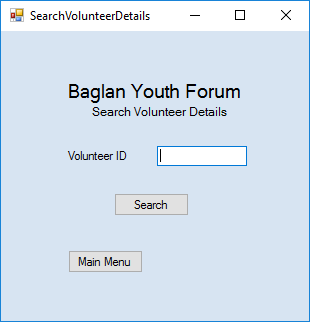 SearchVolunteerDetails
Baglan Youth Forum
Search Volunteer Details
Volunteer ID
Search
Main Menu